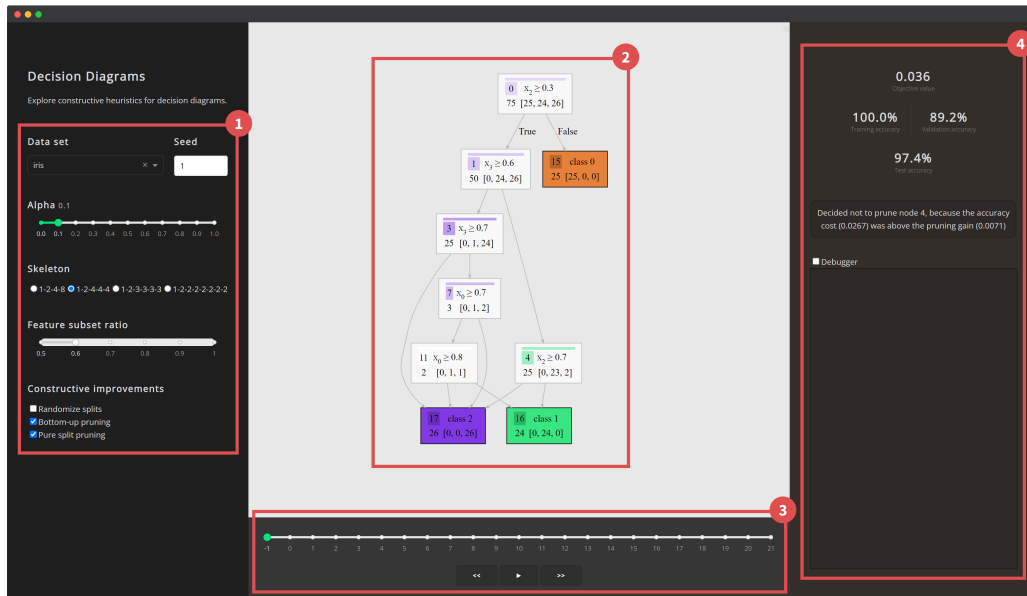 Decision Diagrams
Explore constructive heuristics for decision diagrams.
1
Data set
Seed
iris
× ▾
1
Alpha 0.1
0.0 0.1 0.2 0.3 0.4 0.5 0.6 0.7 0.8 0.9 1.0
Skeleton
1-2-4-8 1-2-4-4-4 1-2-3-3-3-3 1-2-2-2-2-2-2-2
Feature subset ratio
0.5 0.6 0.7 0.8 0.9 1
Constructive improvements
Randomize splits
Bottom-up pruning
Pure split pruning
2
0 x₂ ≥ 0.3
75 [25, 24, 26]
True False
1 x₃ ≥ 0.6
50 [0, 24, 26]
15 class 0
25 [25, 0, 0]
3 x₃ ≥ 0.7
25 [0, 1, 24]
7 x₀ ≥ 0.7
3 [0, 1, 2]
11 x₀ ≥ 0.8
2 [0, 1, 1]
4 x₂ ≥ 0.7
25 [0, 23, 2]
17 class 2
26 [0, 0, 26]
16 class 1
24 [0, 24, 0]
3
-1 0 1 2 3 4 5 6 7 8 9 10 11 12 13 14 15 16 17 18 19 20 21
<< ▶ >>
4
0.036
Objective value
100.0% 89.2%
Training accuracy Validation accuracy
97.4%
Test accuracy
Decided not to prune node 4, because the accuracy
cost (0.0267) was above the pruning gain (0.0071)
Debugger